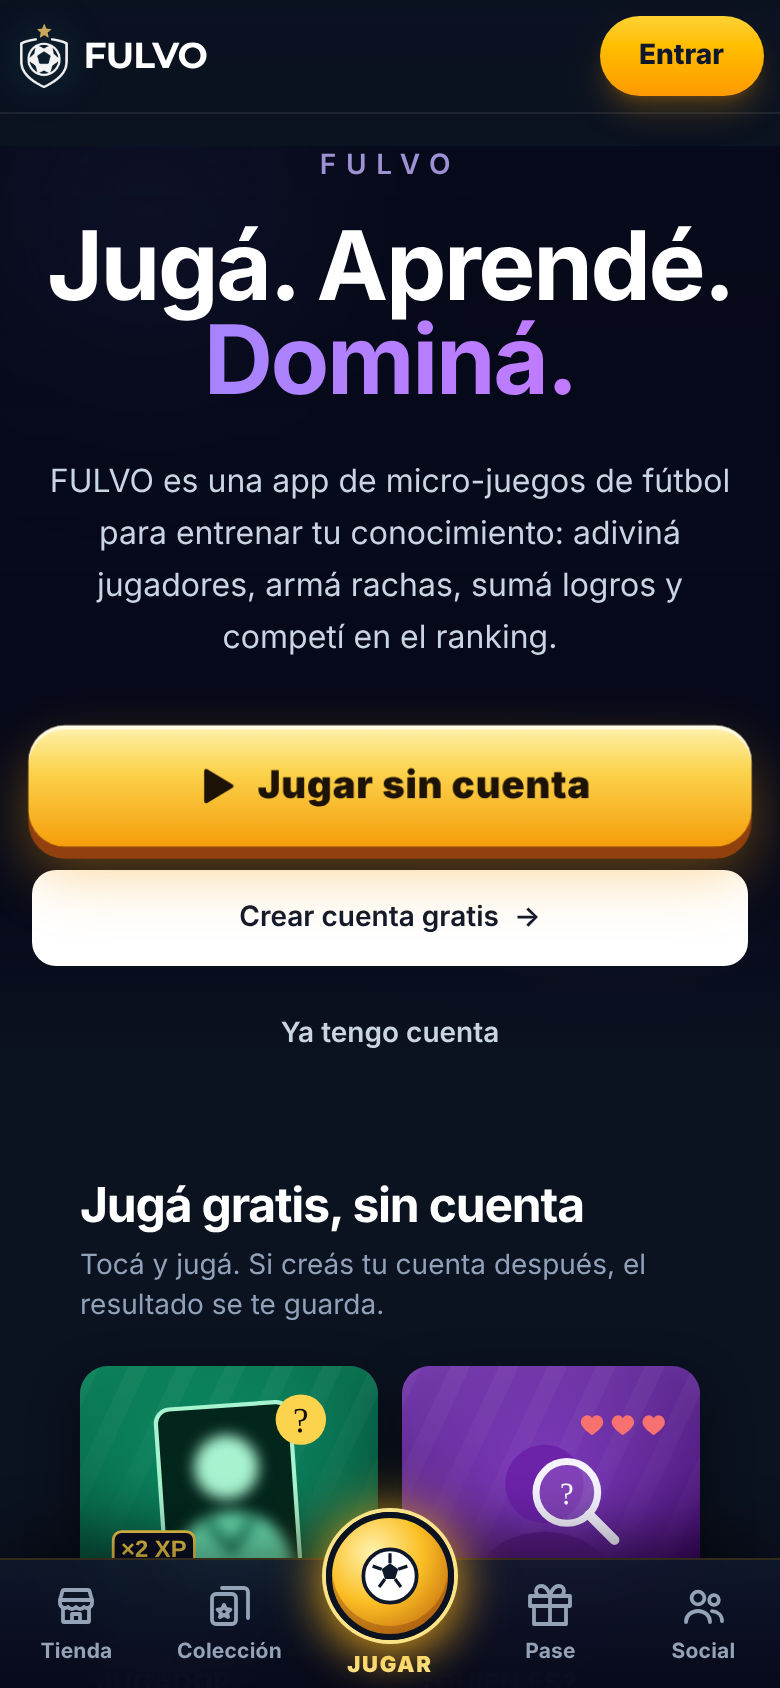 FULVO
Entrar
FULVO
Jugá. Aprendé.
Dominá.
FULVO es una app de micro-juegos de fútbol
para entrenar tu conocimiento: adiviná
jugadores, armá rachas, sumá logros y
competí en el ranking.
Jugar sin cuenta
Crear cuenta gratis →
Ya tengo cuenta
Jugá gratis, sin cuenta
Tocá y jugá. Si creás tu cuenta después, el
resultado se te guarda.
?
?
×2 XP
Tienda
Colección
JUGAR
Pase
Social